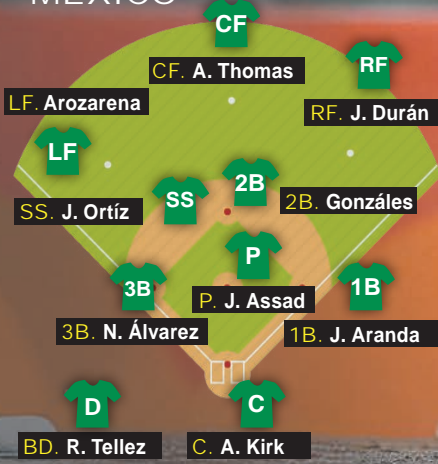 MEXICO
CF
CF. A. Thomas
RF
RF. J. Durán
LF. Arozarena
LF
SS
SS. J. Ortíz
2B
2B. Gonzáles
P
P. J. Assad
3B
3B. N. Álvarez
1B
1B. J. Aranda
D
BD. R. Tellez
C
C. A. Kirk